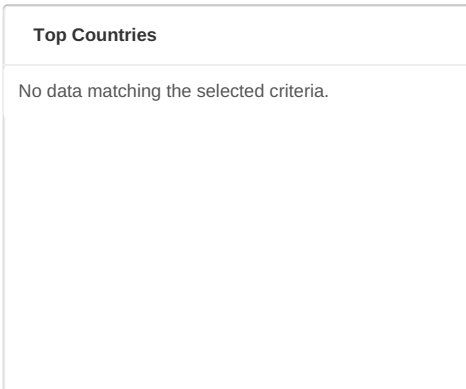 Top Countries
No data matching the selected criteria.